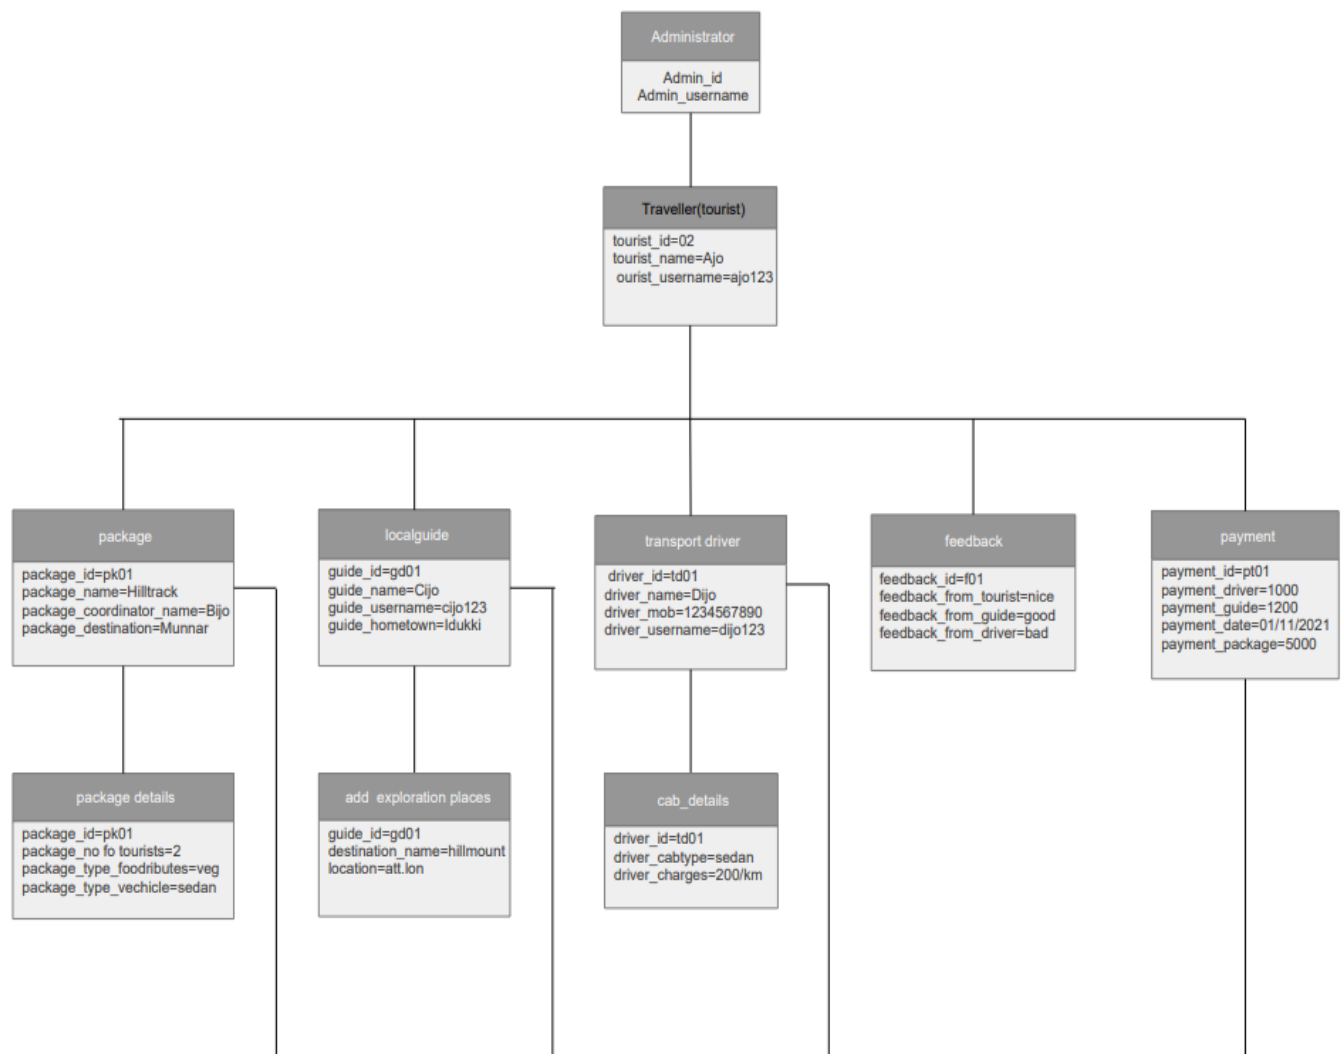 Administrator
Admin_id
Admin_username
Traveller(tourist)
tourist_id=02
tourist_name=Ajo
ourist_username=ajo123
package
package_id=pk01
package_name=Hilltrack
package_coordinator_name=Bijo
package_destination=Munnar
localguide
guide_id=gd01
guide_name=Cijo
guide_username=cijo123
guide_hometown=Idukki
transport driver
driver_id=td01
driver_name=Dijo
driver_mob=1234567890
driver_username=dijo123
feedback
feedback_id=f01
feedback_from_tourist=nice
feedback_from_guide=good
feedback_from_driver=bad
payment
payment_id=pt01
payment_driver=1000
payment_guide=1200
payment_date=01/11/2021
payment_package=5000
package details
package_id=pk01
package_no fo tourists=2
package_type_foodributes=veg
package_type_vechicle=sedan
add exploration places
guide_id=gd01
destination_name=hillmount
location=att.lon
cab_details
driver_id=td01
driver_cabtype=sedan
driver_charges=200/km